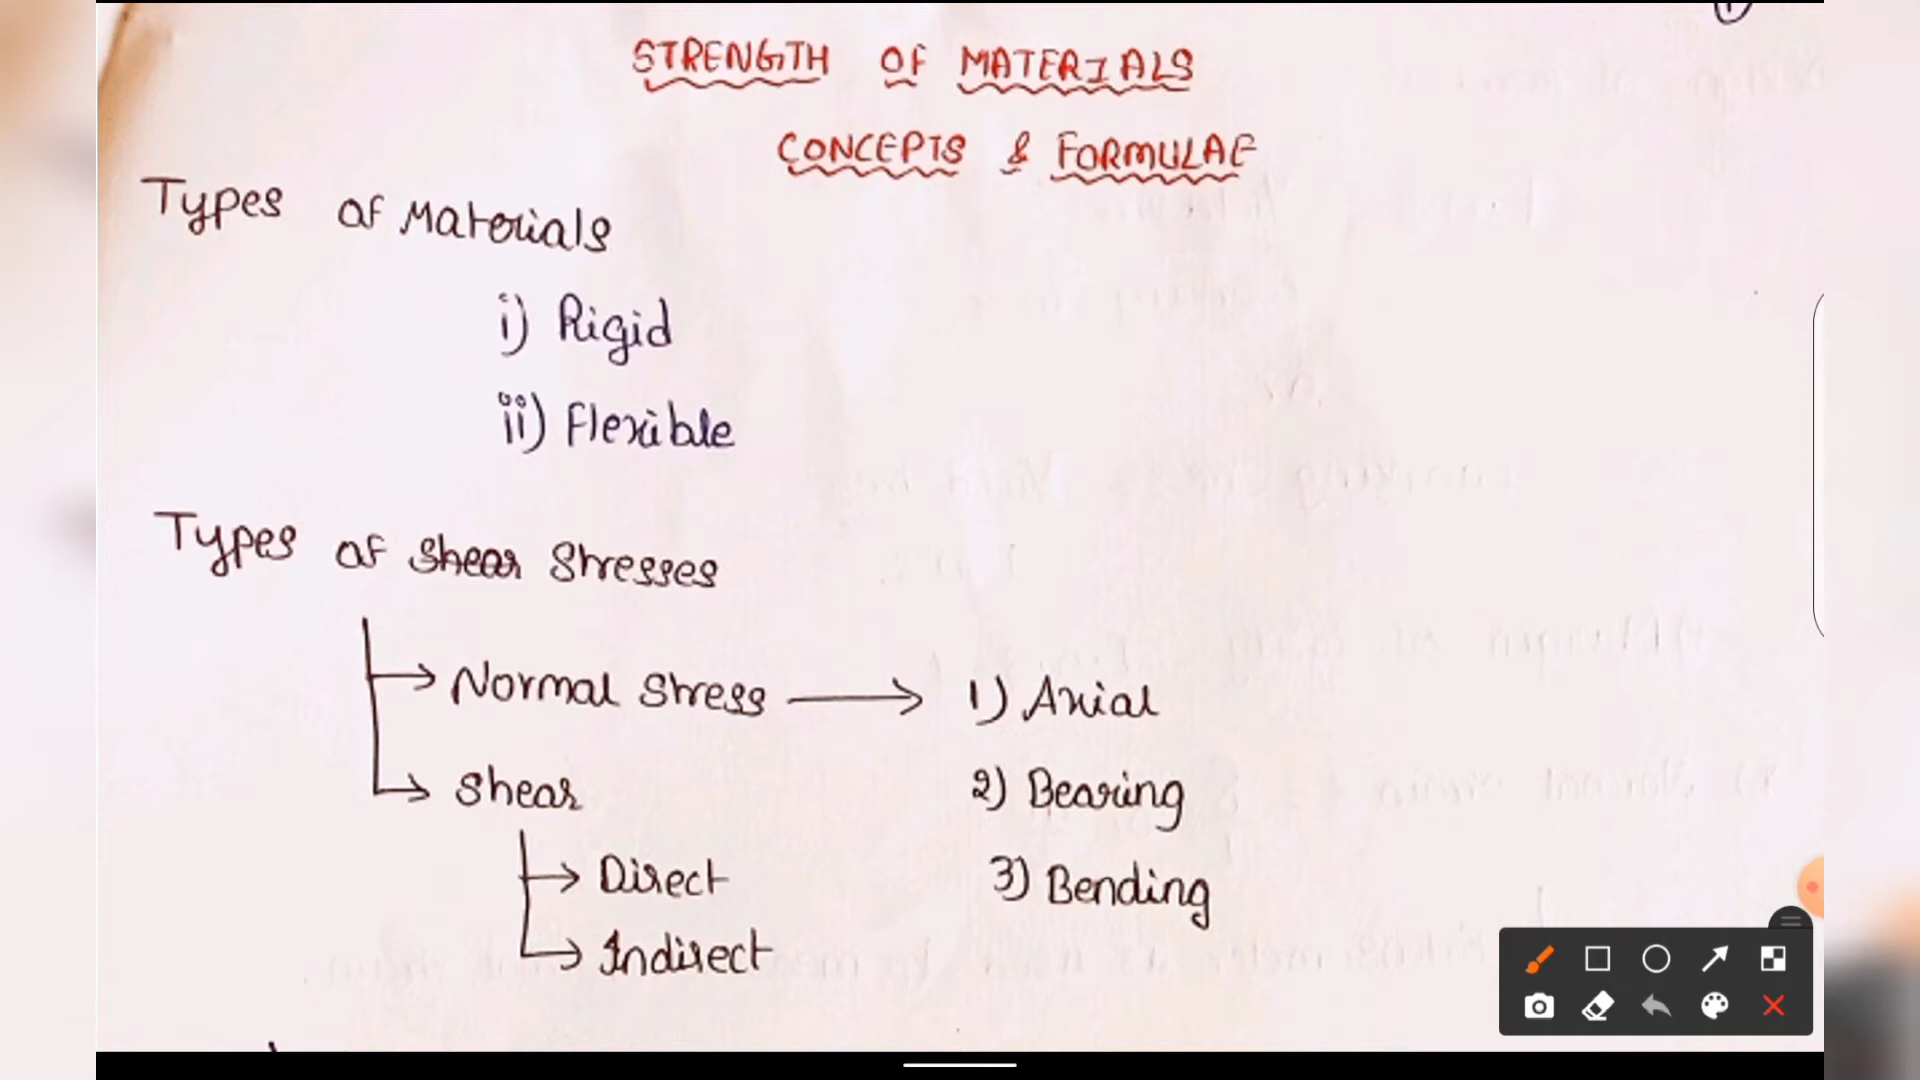 STRENGTH OF MATERIALS
CONCEPTS & FORMULAE
Types of Materials
i) Rigid
ii) Flexible
Types of Shear Stresses
Normal Stress → 1) Axial
Shear 2) Bearing
Direct 3) Bending
Indirect